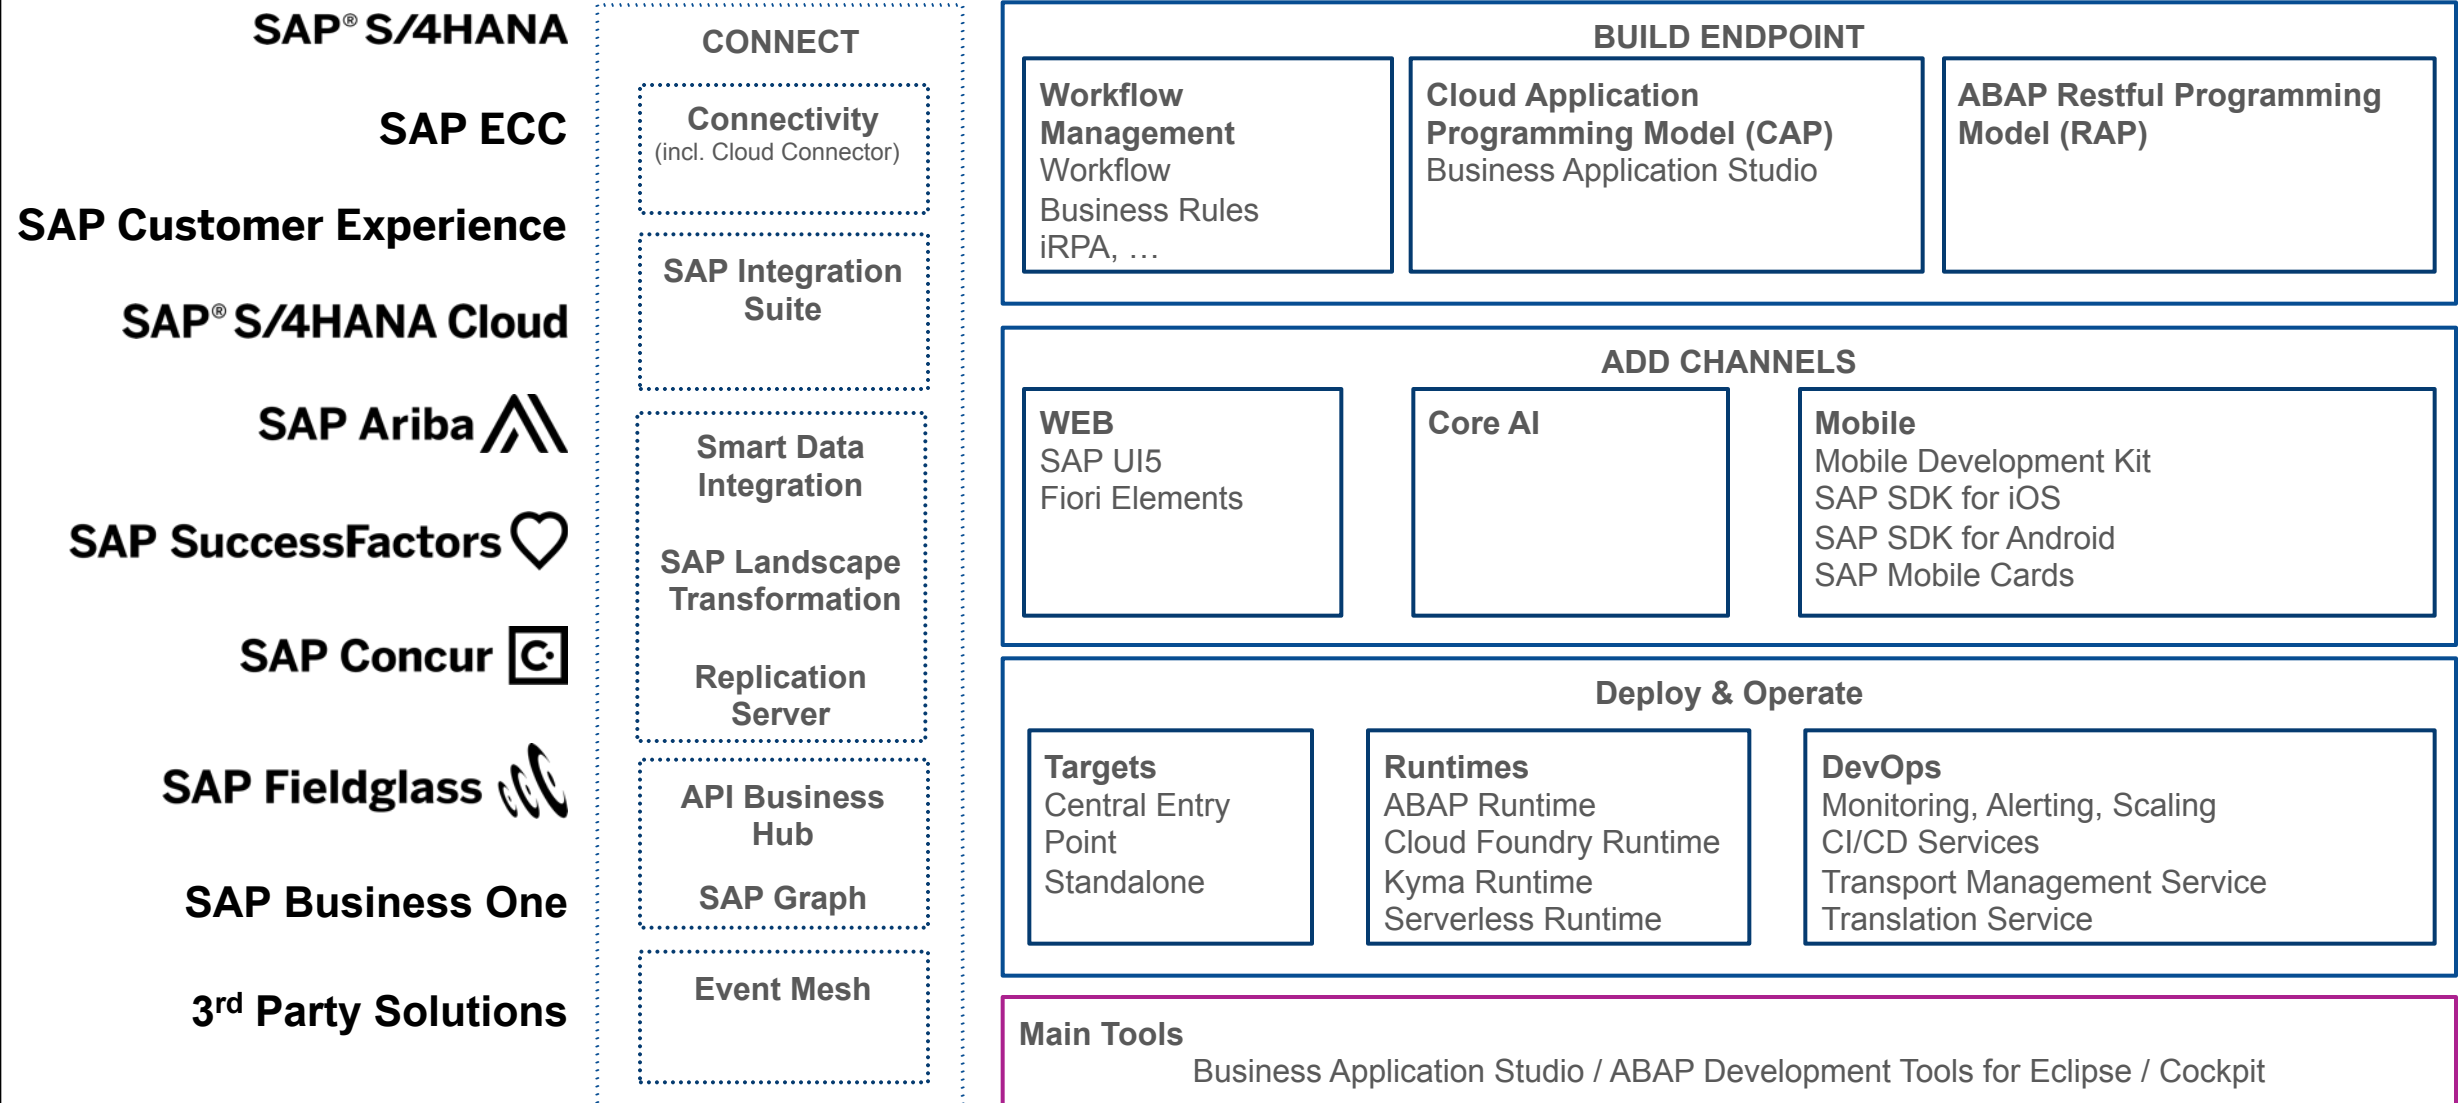 SAP® S/4HANA
SAP ECC
SAP Customer Experience
SAP® S/4HANA Cloud
SAP Ariba
SAP SuccessFactors
SAP Concur
SAP Fieldglass
SAP Business One
3rd Party Solutions
CONNECT
Connectivity
(incl. Cloud Connector)
SAP Integration
Suite
Smart Data
Integration
SAP Landscape
Transformation
Replication
Server
API Business
Hub
SAP Graph
Event Mesh
BUILD ENDPOINT
Workflow
Management
Workflow
Business Rules
iRPA, …
Cloud Application
Programming Model (CAP)
Business Application Studio
ABAP Restful Programming
Model (RAP)
ADD CHANNELS
WEB
SAP UI5
Fiori Elements
Core AI
Mobile
Mobile Development Kit
SAP SDK for iOS
SAP SDK for Android
SAP Mobile Cards
Deploy & Operate
Targets
Central Entry
Point
Standalone
Runtimes
ABAP Runtime
Cloud Foundry Runtime
Kyma Runtime
Serverless Runtime
DevOps
Monitoring, Alerting, Scaling
CI/CD Services
Transport Management Service
Translation Service
Main Tools
Business Application Studio / ABAP Development Tools for Eclipse / Cockpit